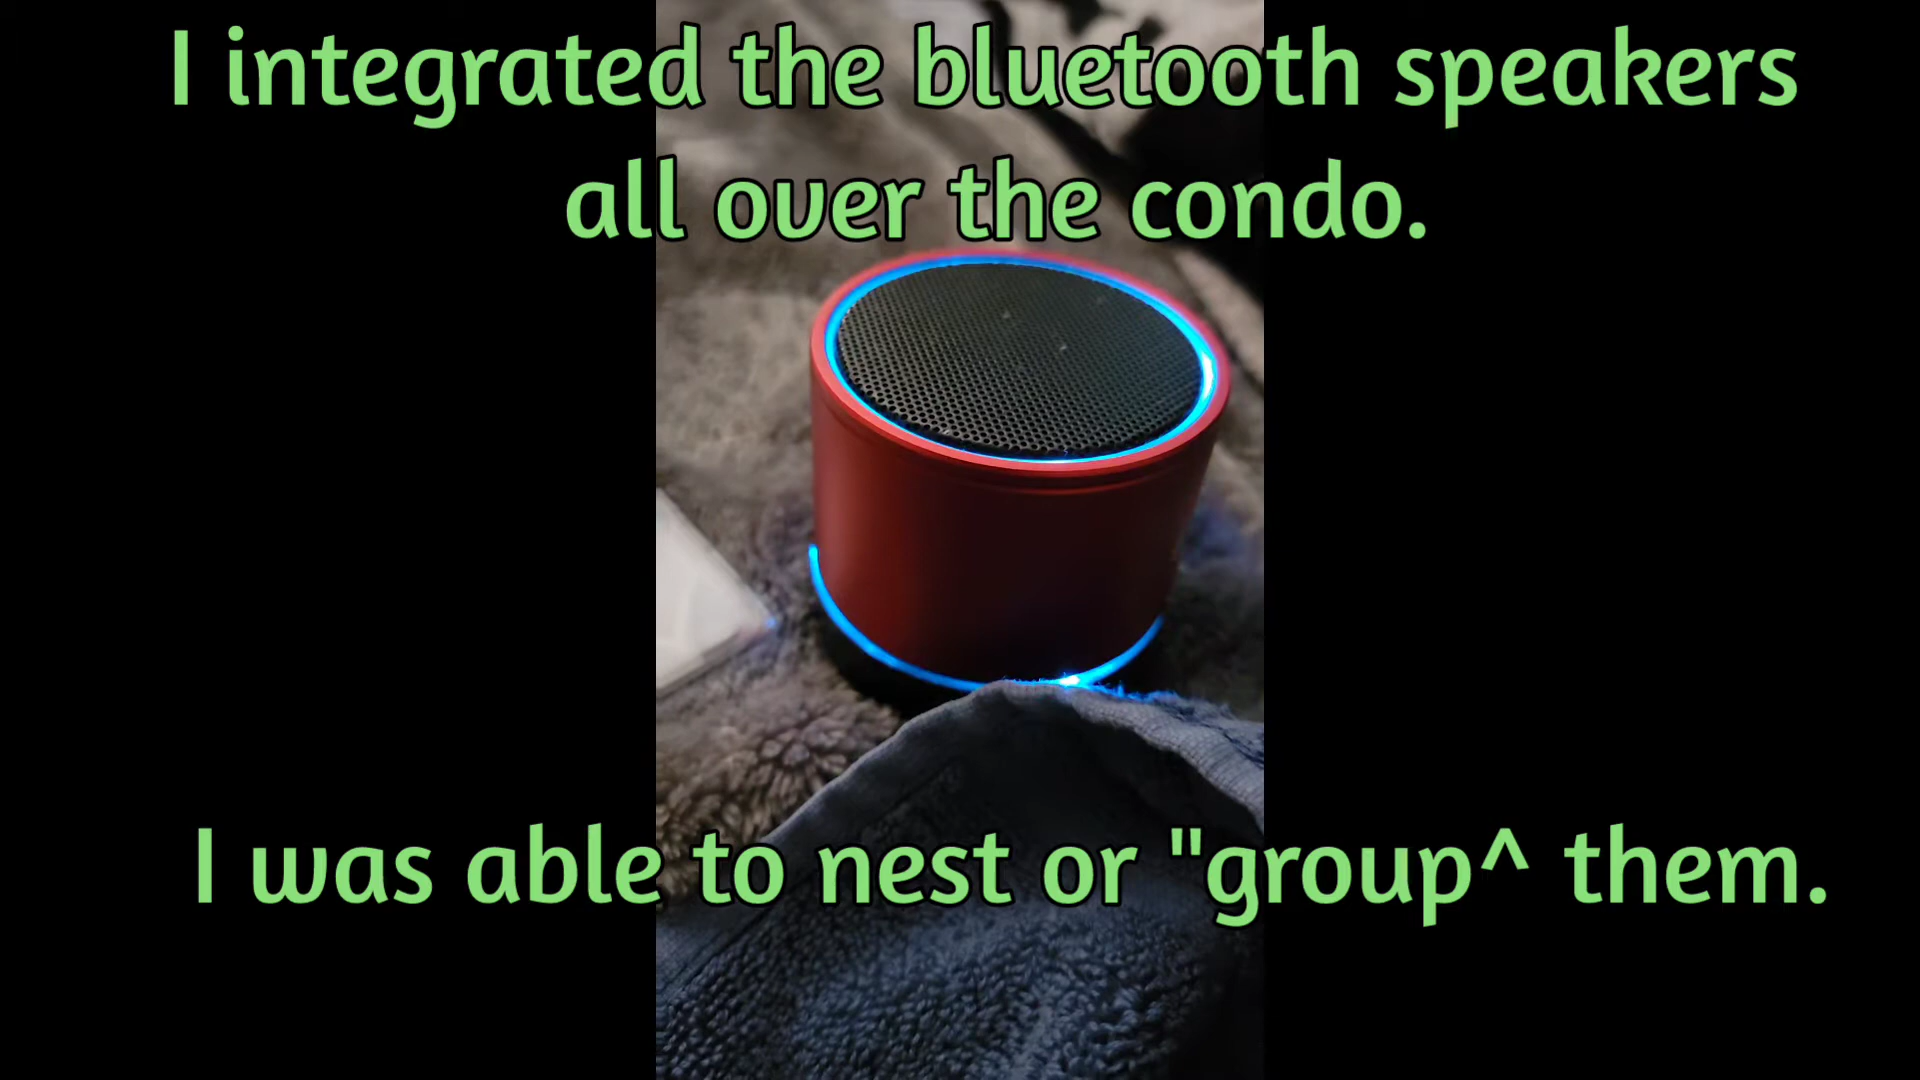 I integrated the bluetooth speakers
all over the condo.
I was able to nest or "group^ them.